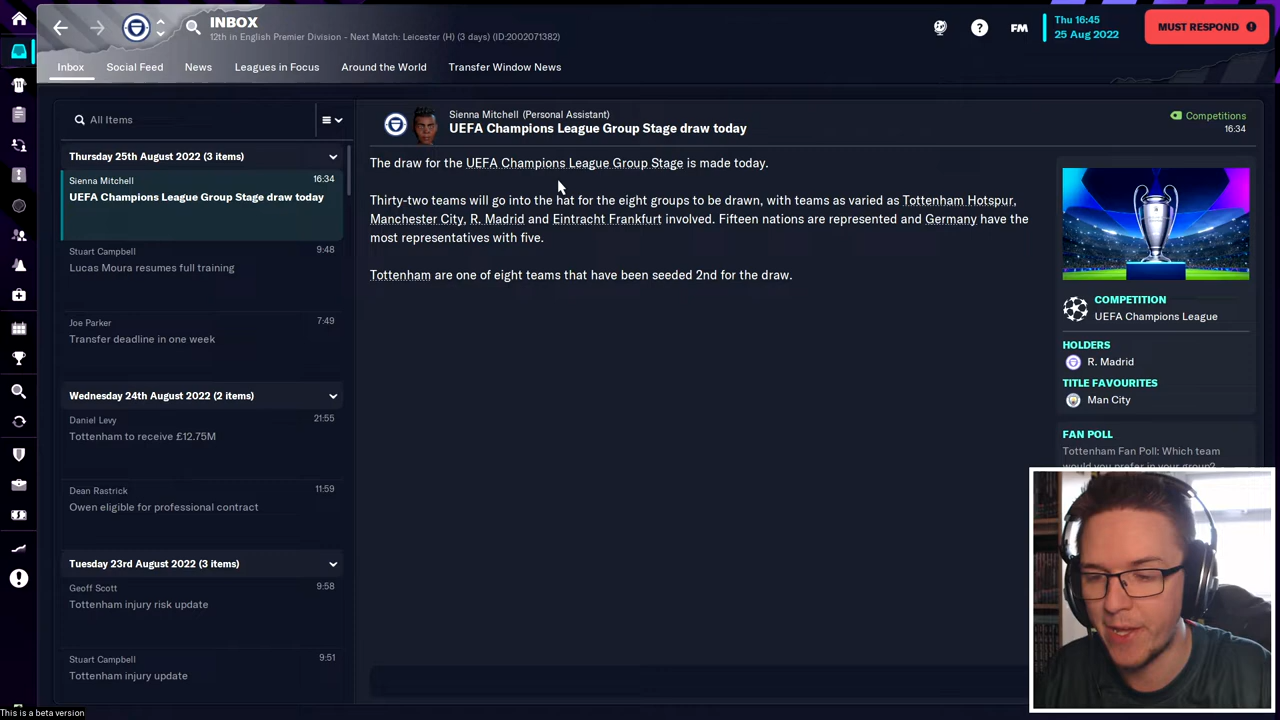 INBOX
12th in English Premier Division - Next Match: Leicester (H) (3 days) (ID:2002071382)
FM
Thu 16:45
25 Aug 2022
MUST RESPOND
Inbox
Social Feed
News
Leagues in Focus
Around the World
Transfer Window News
All Items
Thursday 25th August 2022 (3 items)
Sienna Mitchell
16:34
UEFA Champions League Group Stage draw today
Stuart Campbell
9:48
Lucas Moura resumes full training
Joe Parker
7:49
Transfer deadline in one week
Wednesday 24th August 2022 (2 items)
Daniel Levy
21:55
Tottenham to receive £12.75M
Dean Rastrick
11:59
Owen eligible for professional contract
Tuesday 23rd August 2022 (3 items)
Geoff Scott
9:58
Tottenham injury risk update
Stuart Campbell
9:51
Tottenham injury update
Sienna Mitchell (Personal Assistant)
UEFA Champions League Group Stage draw today
Competitions
16:34
The draw for the UEFA Champions League Group Stage is made today.
Thirty-two teams will go into the hat for the eight groups to be drawn, with teams as varied as Tottenham Hotspur,
Manchester City, R. Madrid and Eintracht Frankfurt involved. Fifteen nations are represented and Germany have the
most representatives with five.
Tottenham are one of eight teams that have been seeded 2nd for the draw.
COMPETITION
UEFA Champions League
HOLDERS
R. Madrid
TITLE FAVOURITES
Man City
FAN POLL
Tottenham Fan Poll: Which team
would you prefer in your group?
This is a beta version